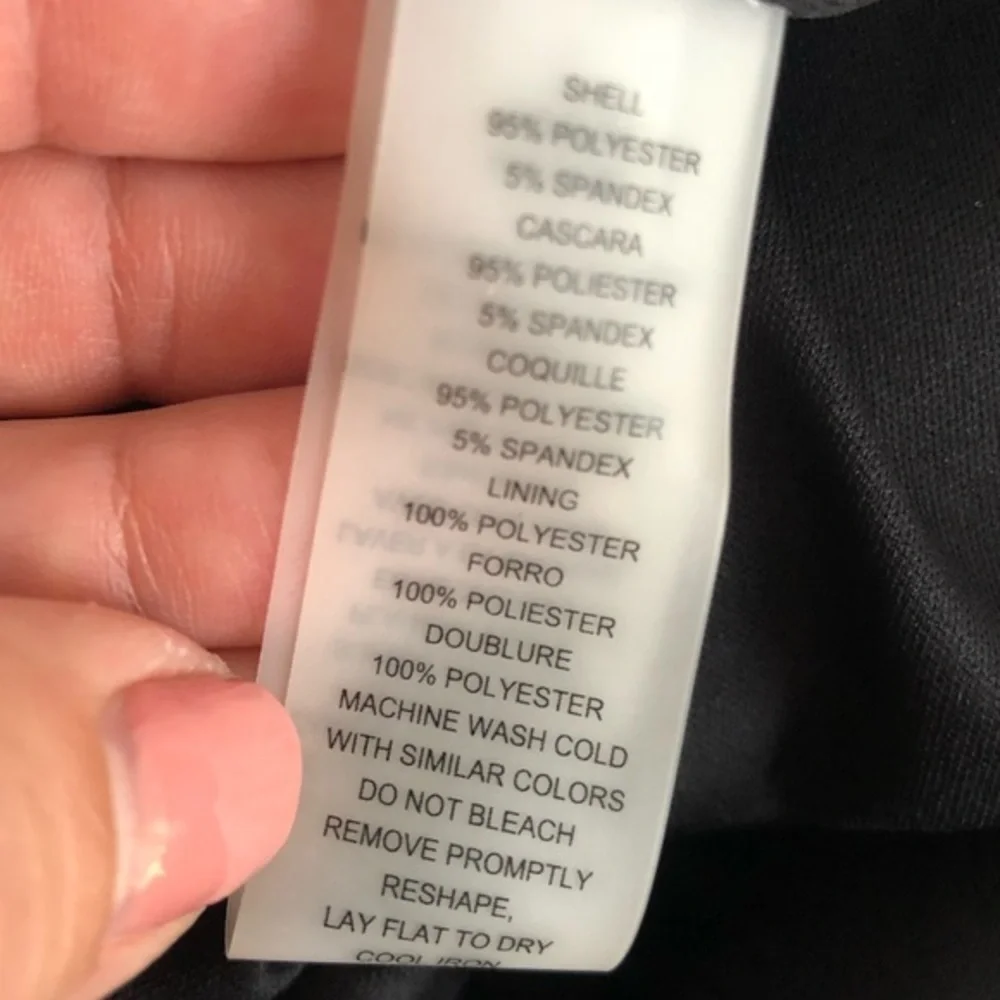 SHELL
95% POLYESTER
5% SPANDEX
CASCARA
95% POLIESTER
5% SPANDEX
COQUILLE
95% POLYESTER
5% SPANDEX
LINING
100% POLYESTER
FORRO
100% POLIESTER
DOUBLURE
100% POLYESTER
MACHINE WASH COLD
WITH SIMILAR COLORS
DO NOT BLEACH
REMOVE PROMPTLY
RESHAPE,
LAY FLAT TO DRY
COOL IRON